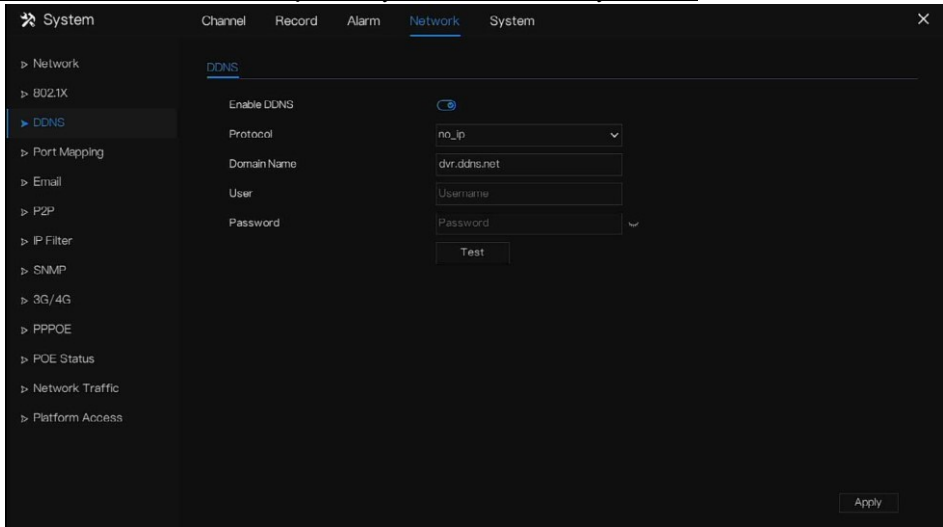 System
Channel Record Alarm Network System
Network
802.1X
DDNS
Port Mapping
Email
P2P
IP Filter
SNMP
3G/4G
PPPOE
POE Status
Network Traffic
Platform Access
DDNS
Enable DDNS
Protocol no_ip
Domain Name dvr.ddns.net
User Username
Password Password
Test
Apply